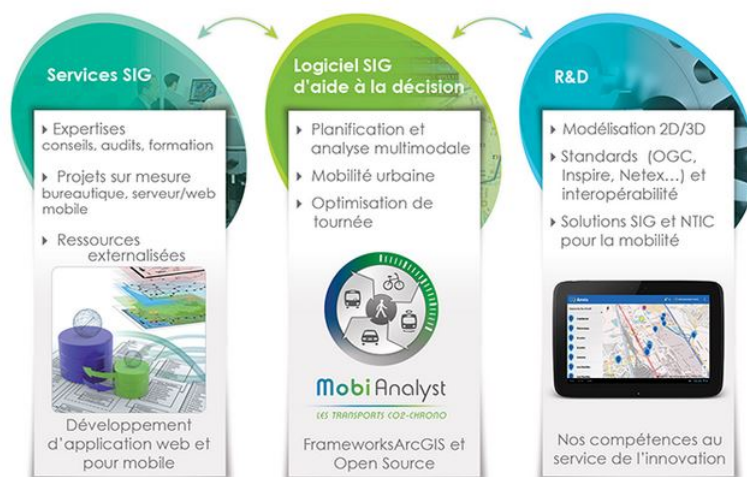 Services SIG
Expertises
conseils, audits, formation
Projets sur mesure
bureautique, serveur/web
mobile
Ressources
externalisées
Développement
d'application web et
pour mobile
Logiciel SIG
d'aide à la décision
Planification et
analyse multimodale
Mobilité urbaine
Optimisation de
tournée
MobiAnalyst
LES TRANSPORTS CO2-CHRONO
FrameworksArcGIS et
Open Source
R&D
Modélisation 2D/3D
Standards (OGC,
Inspire, Netex...) et
interopérabilité
Solutions SIG et NTIC
pour la mobilité
Nos compétences au
service de l'innovation